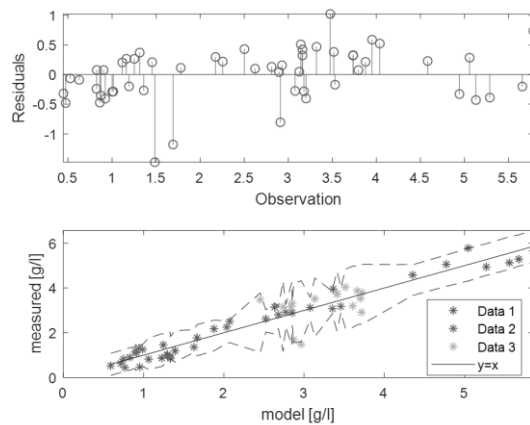 1
0.5
Residuals
0
-0.5
-1
0.5 1 1.5 2 2.5 3 3.5 4 4.5 5 5.5
Observation
6
measured [g/l]
4
2
0
Data 1
Data 2
Data 3
y=x
0 1 2 3 4 5
model [g/l]